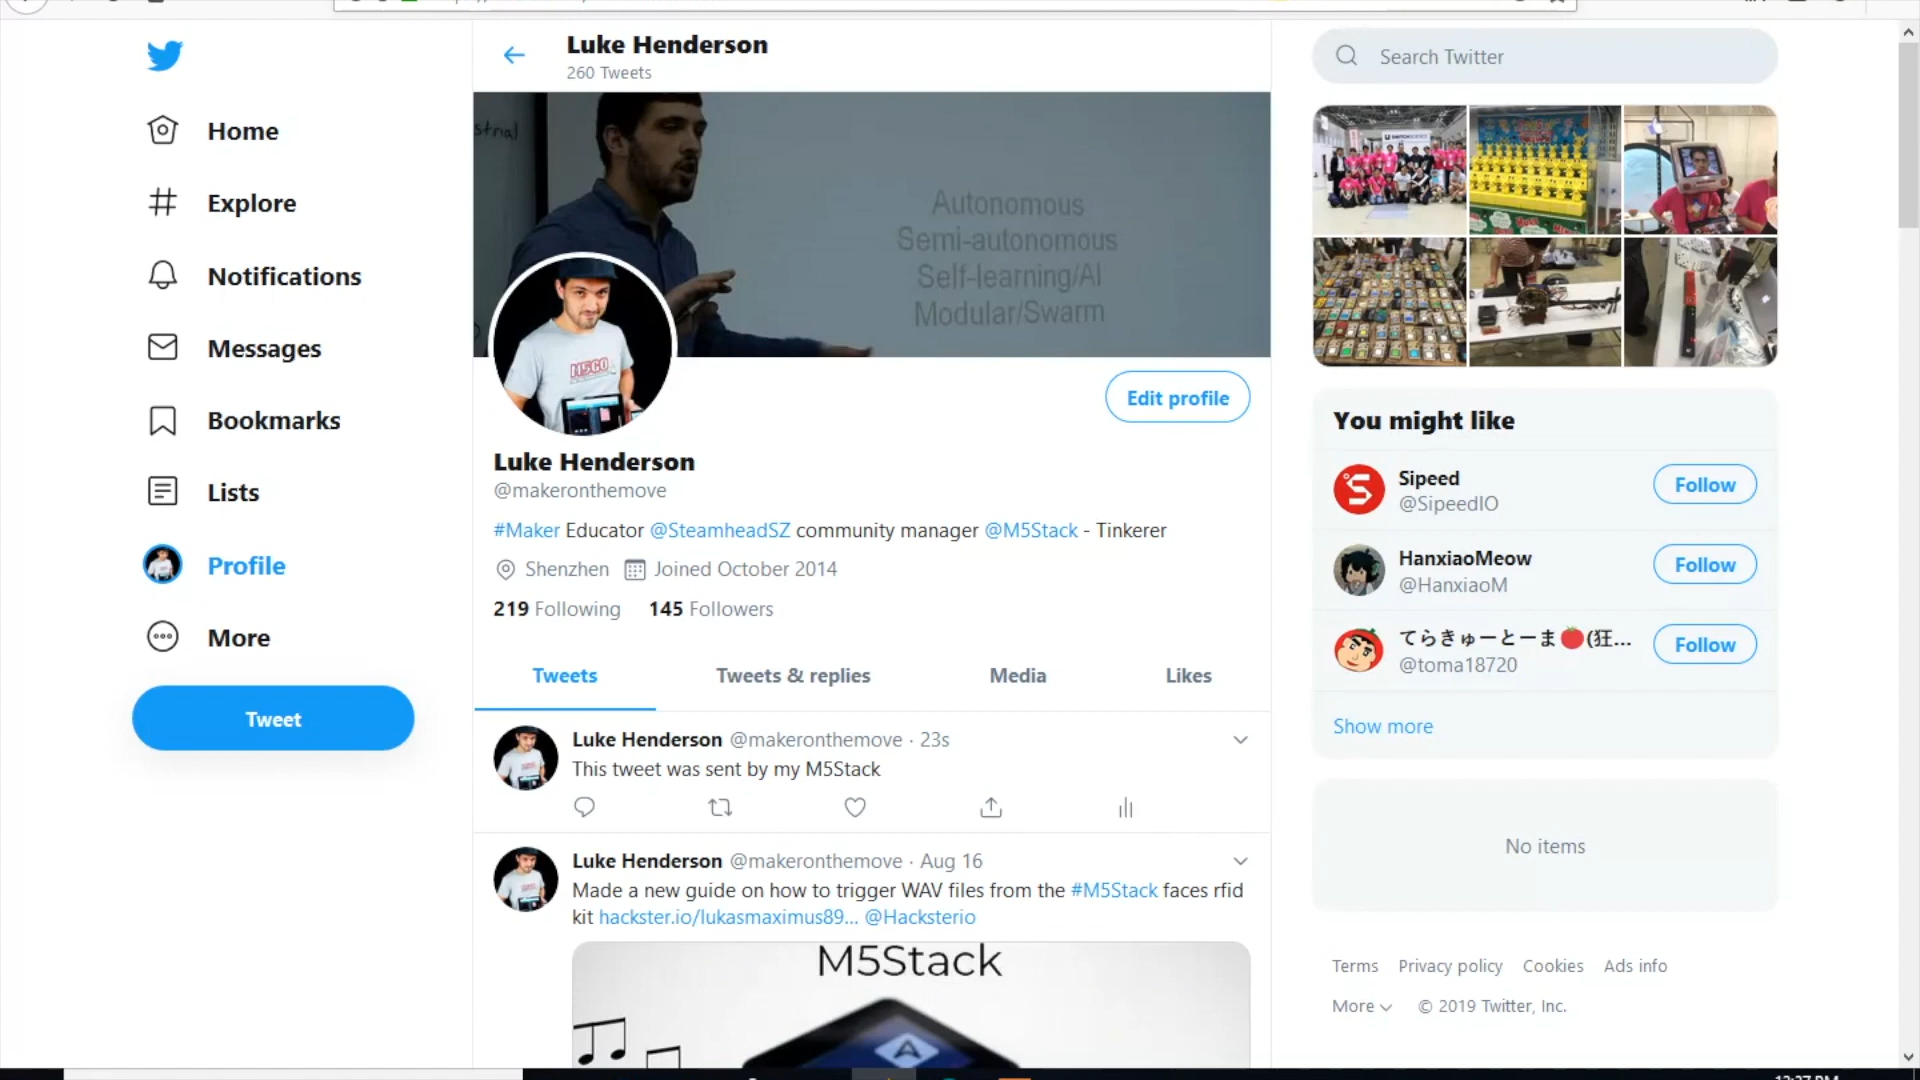 Luke Henderson
260 Tweets
Search Twitter
Home
Explore
Notifications
Messages
Bookmarks
Lists
Profile
More
Tweet
Autonomous
Semi-autonomous
Self-learning/AI
Modular/Swarm
M5GO
Edit profile
Luke Henderson
@makeronthemove
#Maker Educator @SteamheadSZ community manager @M5Stack - Tinkerer
Shenzhen Joined October 2014
219 Following 145 Followers
Tweets Tweets & replies Media Likes
Luke Henderson @makeronthemove · 23s
This tweet was sent by my M5Stack
Luke Henderson @makeronthemove · Aug 16
Made a new guide on how to trigger WAV files from the #M5Stack faces rfid
kit hackster.io/lukasmaximus89... @Hacksterio
M5Stack
You might like
Sipeed
@SipeedIO
Follow
HanxiaoMeow
@HanxiaoM
Follow
てらきゅーとーま🍅(狂...
@toma18720
Follow
Show more
No items
Terms Privacy policy Cookies Ads info
More © 2019 Twitter, Inc.